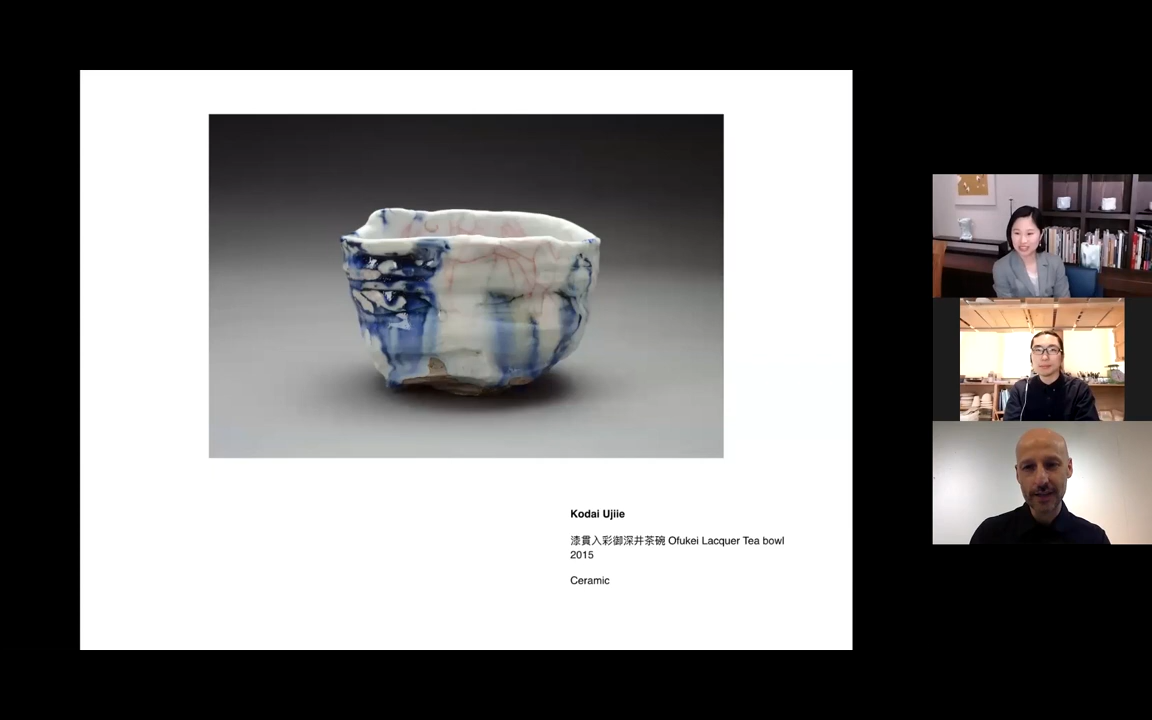 Kodai Ujiie
漆貫入彩御深井茶碗 Ofukei Lacquer Tea bowl
2015
Ceramic